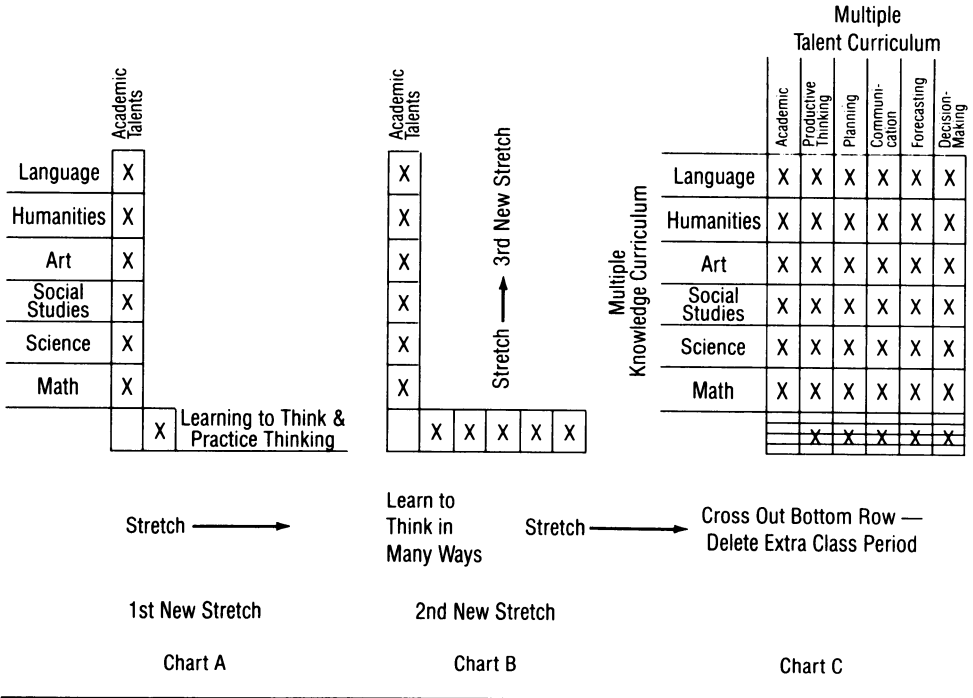 Academic
Talents
Language X
Humanities X
Art X
Social
Studies X
Science X
Math X
X Learning to Think &
Practice Thinking
Stretch
1st New Stretch
Chart A
Academic
Talents
X
X
X
X
X
X
X X X X X
Stretch
3rd New Stretch
Learn to
Think in
Many Ways
Stretch
2nd New Stretch
Chart B
Multiple
Talent Curriculum
Academic
Productive
Thinking
Planning
Communi-
cation
Forecasting
Decision-
Making
Multiple
Knowledge Curriculum
Language X X X X X X
Humanities X X X X X X
Art X X X X X X
Social
Studies X X X X X X
Science X X X X X X
Math X X X X X X
X X X X X
Cross Out Bottom Row —
Delete Extra Class Period
Chart C